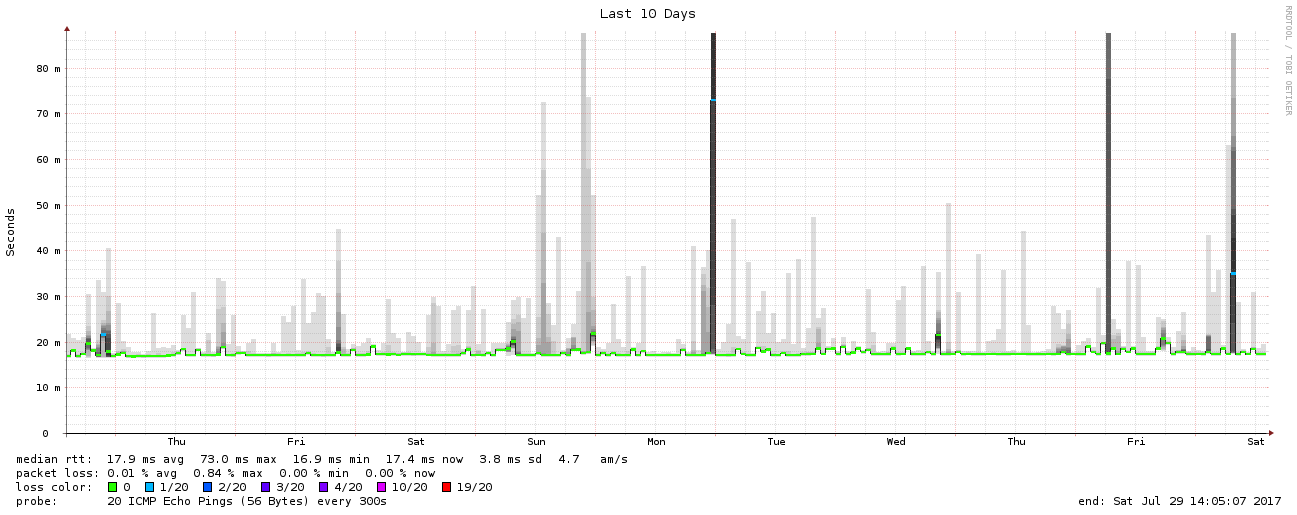 Last 10 Days
RRDTOOL / TOBI OETIKER
Seconds
80 m
70 m
60 m
50 m
40 m
30 m
20 m
10 m
0
Thu Fri Sat Sun Mon Tue Wed Thu Fri Sat
median rtt: 17.9 ms avg 73.0 ms max 16.9 ms min 17.4 ms now 3.8 ms sd 4.7 am/s
packet loss: 0.01 % avg 0.84 % max 0.00 % min 0.00 % now
loss color: 0 1/20 2/20 3/20 4/20 10/20 19/20
probe: 20 ICMP Echo Pings (56 Bytes) every 300s end: Sat Jul 29 14:05:07 2017